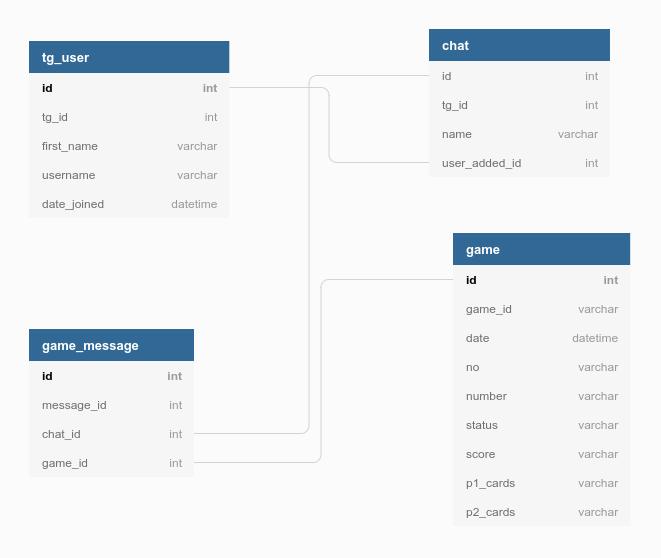 tg_user
id int
tg_id int
first_name varchar
username varchar
date_joined datetime
chat
id int
tg_id int
name varchar
user_added_id int
game_message
id int
message_id int
chat_id int
game_id int
game
id int
game_id varchar
date datetime
no varchar
number varchar
status varchar
score varchar
p1_cards varchar
p2_cards varchar